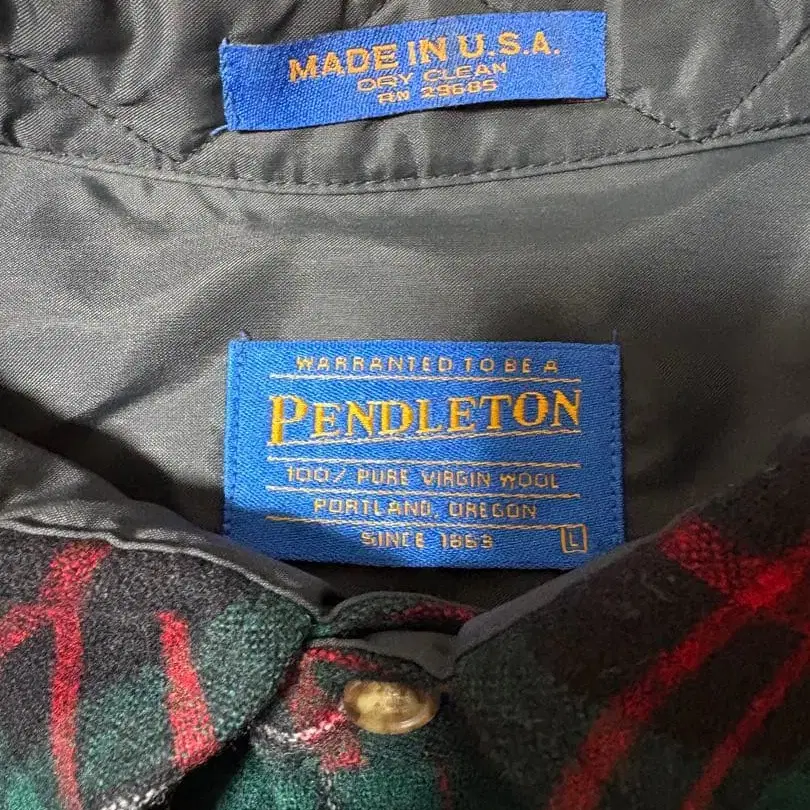 MADE IN U.S.A.
DRY CLEAN
RN 29685
WARRANTED TO BE A
PENDLETON
100% PURE VIRGIN WOOL
PORTLAND, OREGON
SINCE 1863
L